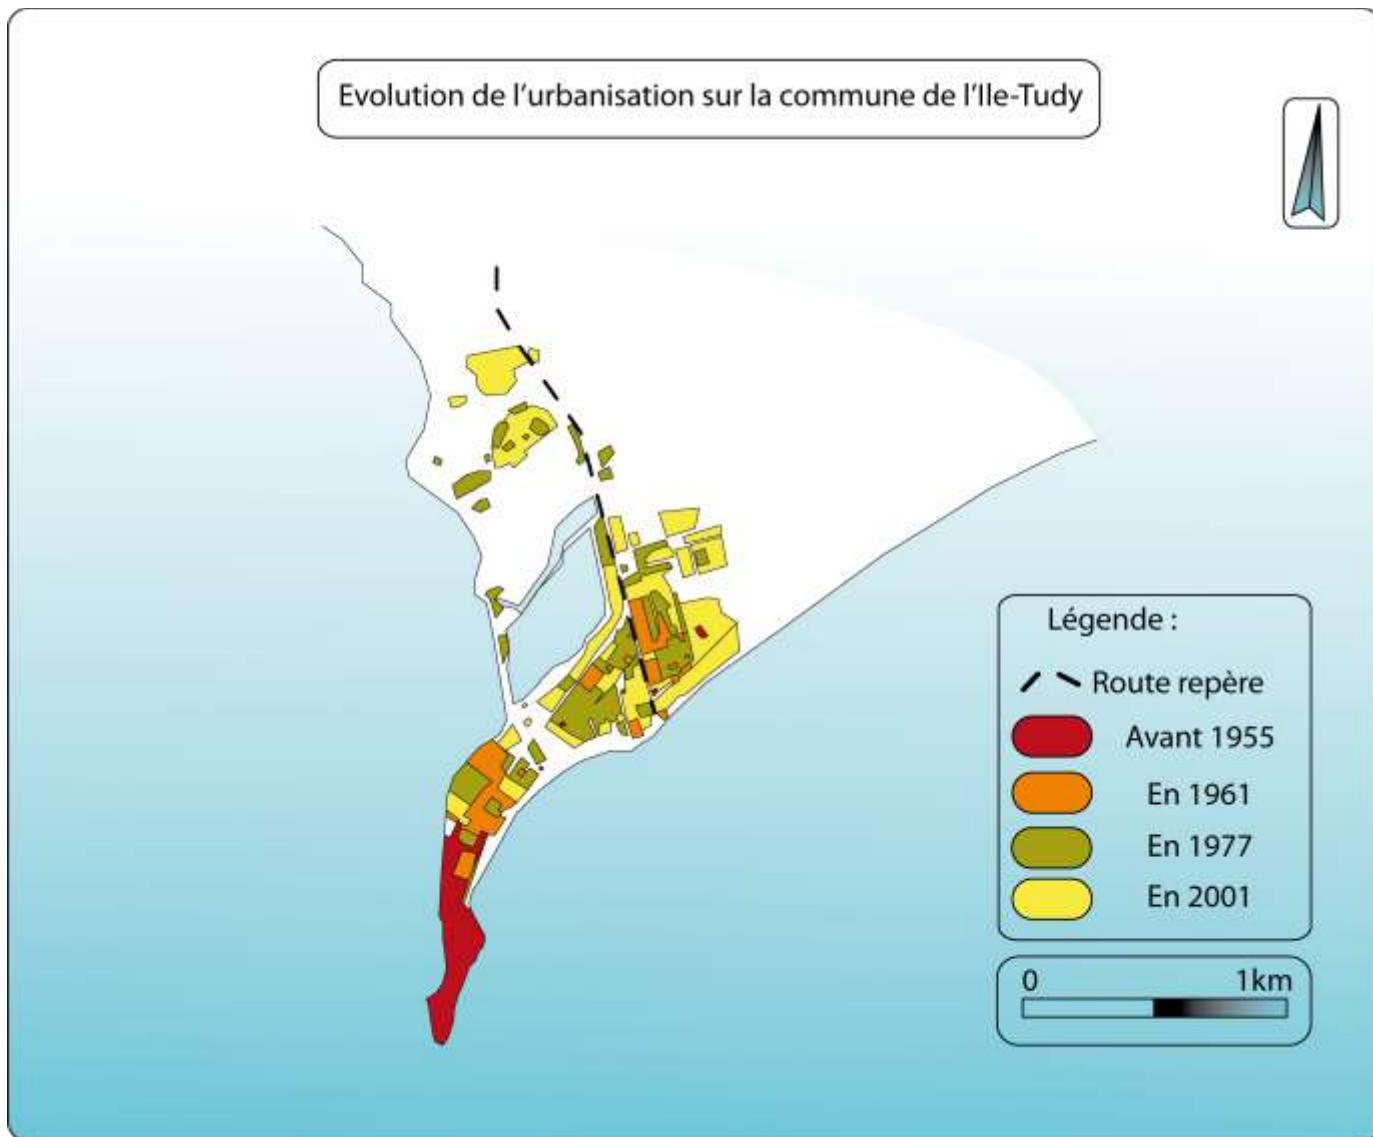 Evolution de l'urbanisation sur la commune de l'Ile-Tudy
Légende :
Route repère
Avant 1955
En 1961
En 1977
En 2001
0 1km